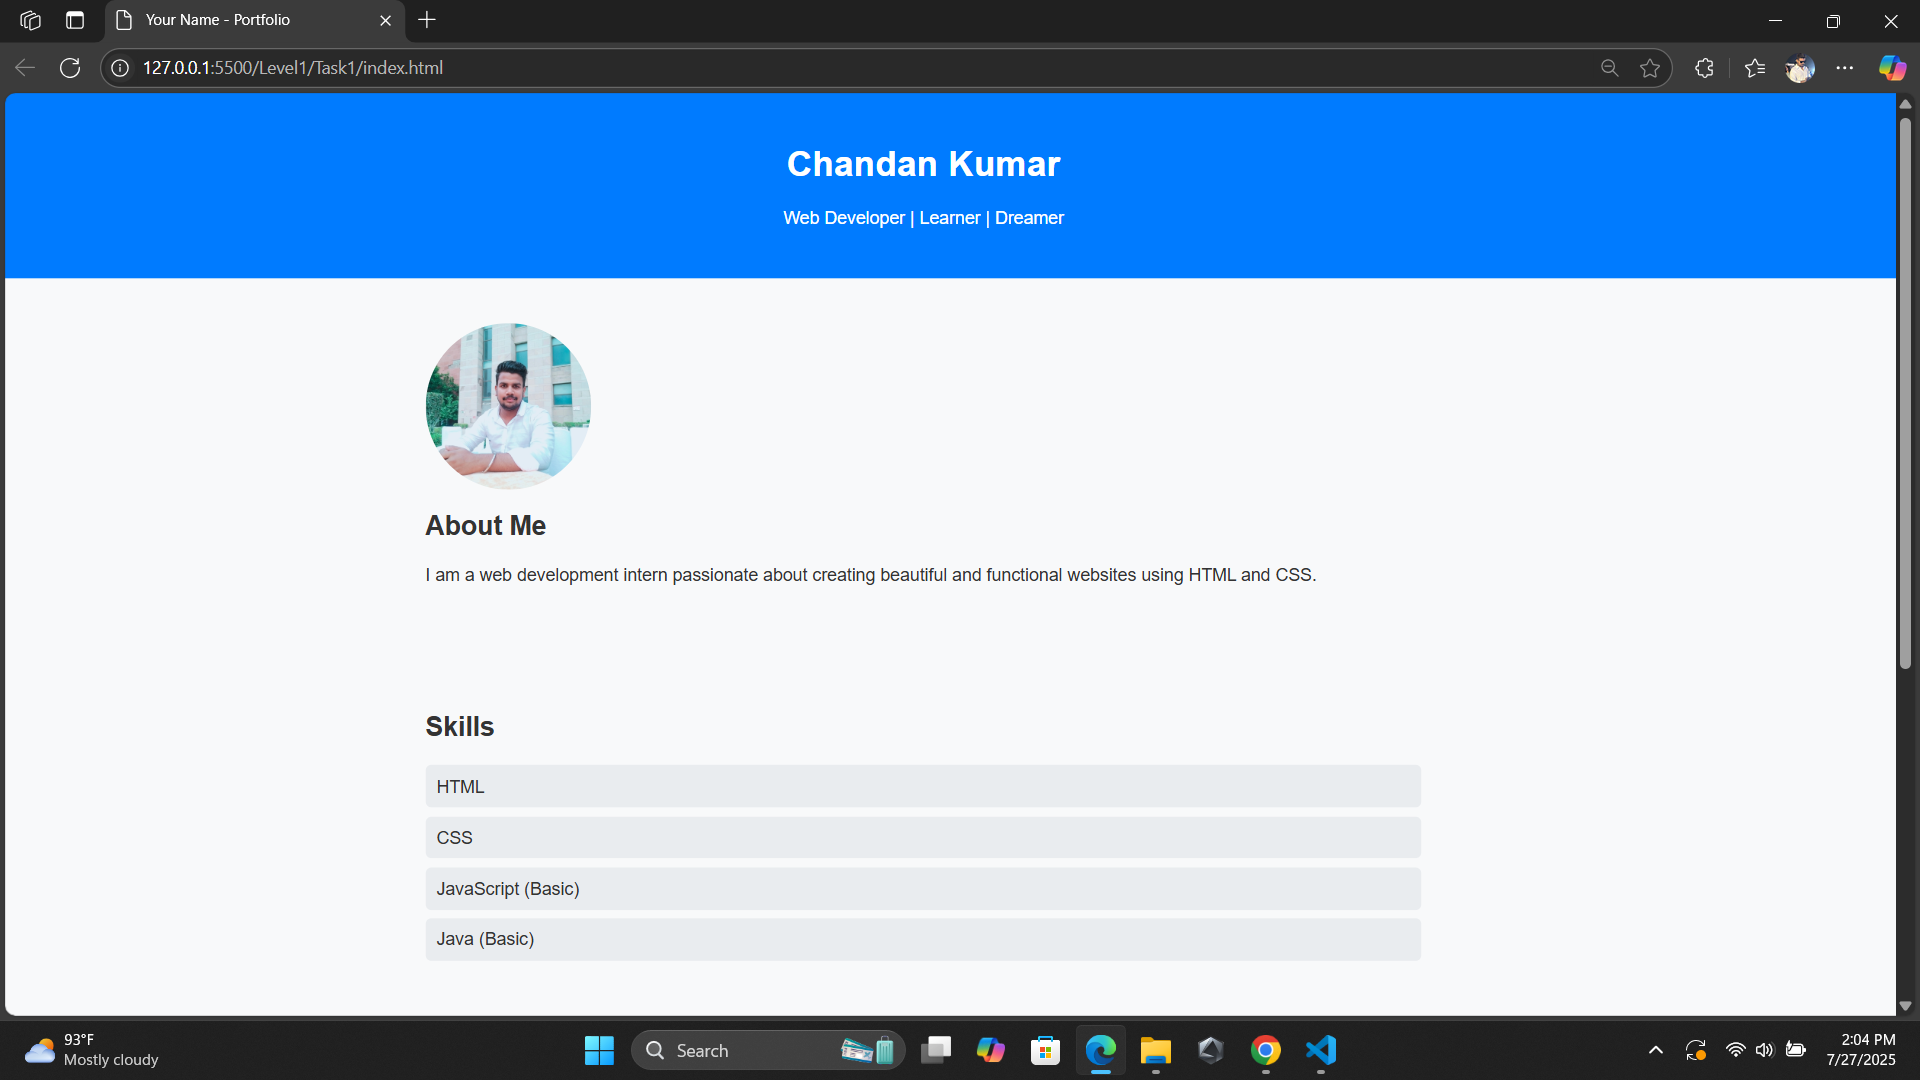 Your Name - Portfolio
127.0.0.1:5500/Level1/Task1/index.html
Chandan Kumar
Web Developer | Learner | Dreamer
About Me
I am a web development intern passionate about creating beautiful and functional websites using HTML and CSS.
Skills
HTML
CSS
JavaScript (Basic)
Java (Basic)
93°F
Mostly cloudy
Search
2:04 PM
7/27/2025